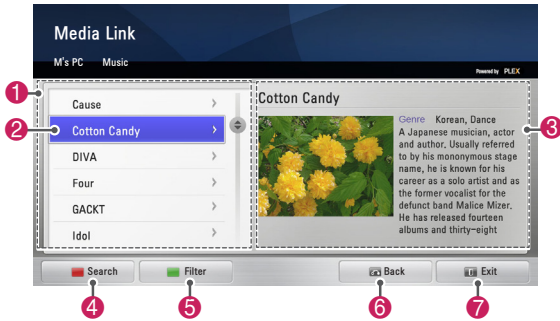 Media Link
M's PC Music
Powered by PLEX
1
Cause
2
Cotton Candy
DIVA
Four
GACKT
Idol
Cotton Candy
Genre Korean, Dance
A Japanese musician, actor
and author. Usually referred
to by his mononymous stage
name, he is known for his
career as a solo artist and as
the former vocalist for the
defunct band Malice Mizer.
He has released fourteen
albums and thirty-eight
3
Search
Filter
Back
Exit
4
5
6
7